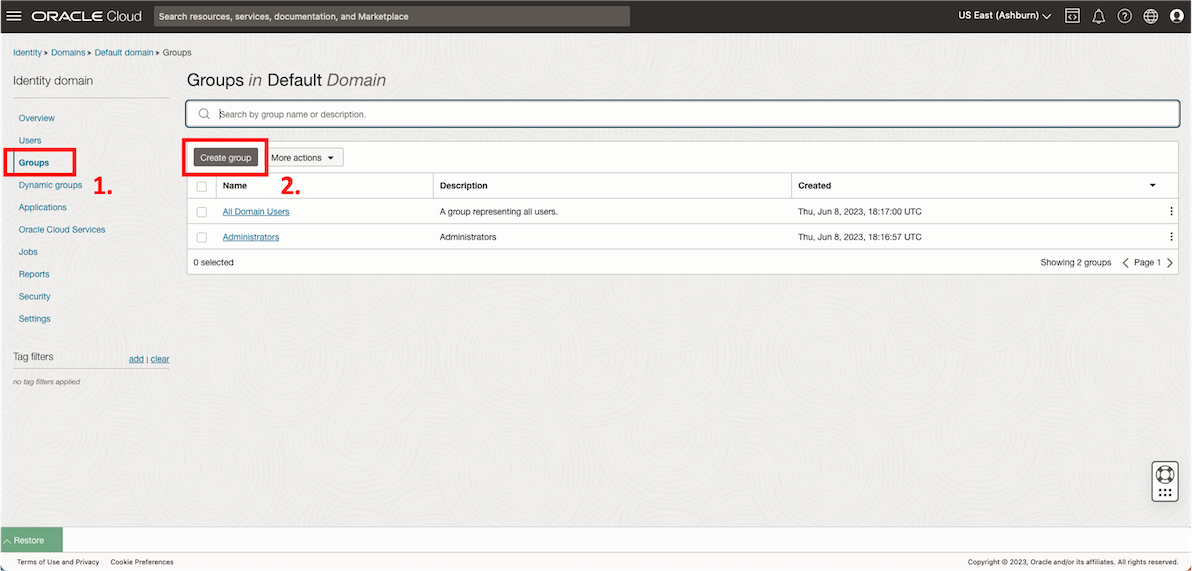 ORACLE Cloud Search resources, services, documentation, and Marketplace US East (Ashburn)
Identity » Domains » Default domain » Groups
Identity domain
Overview
Users
Groups
1.
Dynamic groups
Applications
Oracle Cloud Services
Jobs
Reports
Security
Settings
Tag filters add | clear
no tag filters applied
Groups in Default Domain
Search by group name or description.
Create group More actions
2.
Name Description Created
All Domain Users A group representing all users. Thu, Jun 8, 2023, 18:17:00 UTC
Administrators Administrators Thu, Jun 8, 2023, 18:16:57 UTC
0 selected Showing 2 groups Page 1
Restore
Terms of Use and Privacy Cookie Preferences Copyright © 2023, Oracle and/or its affiliates. All rights reserved.